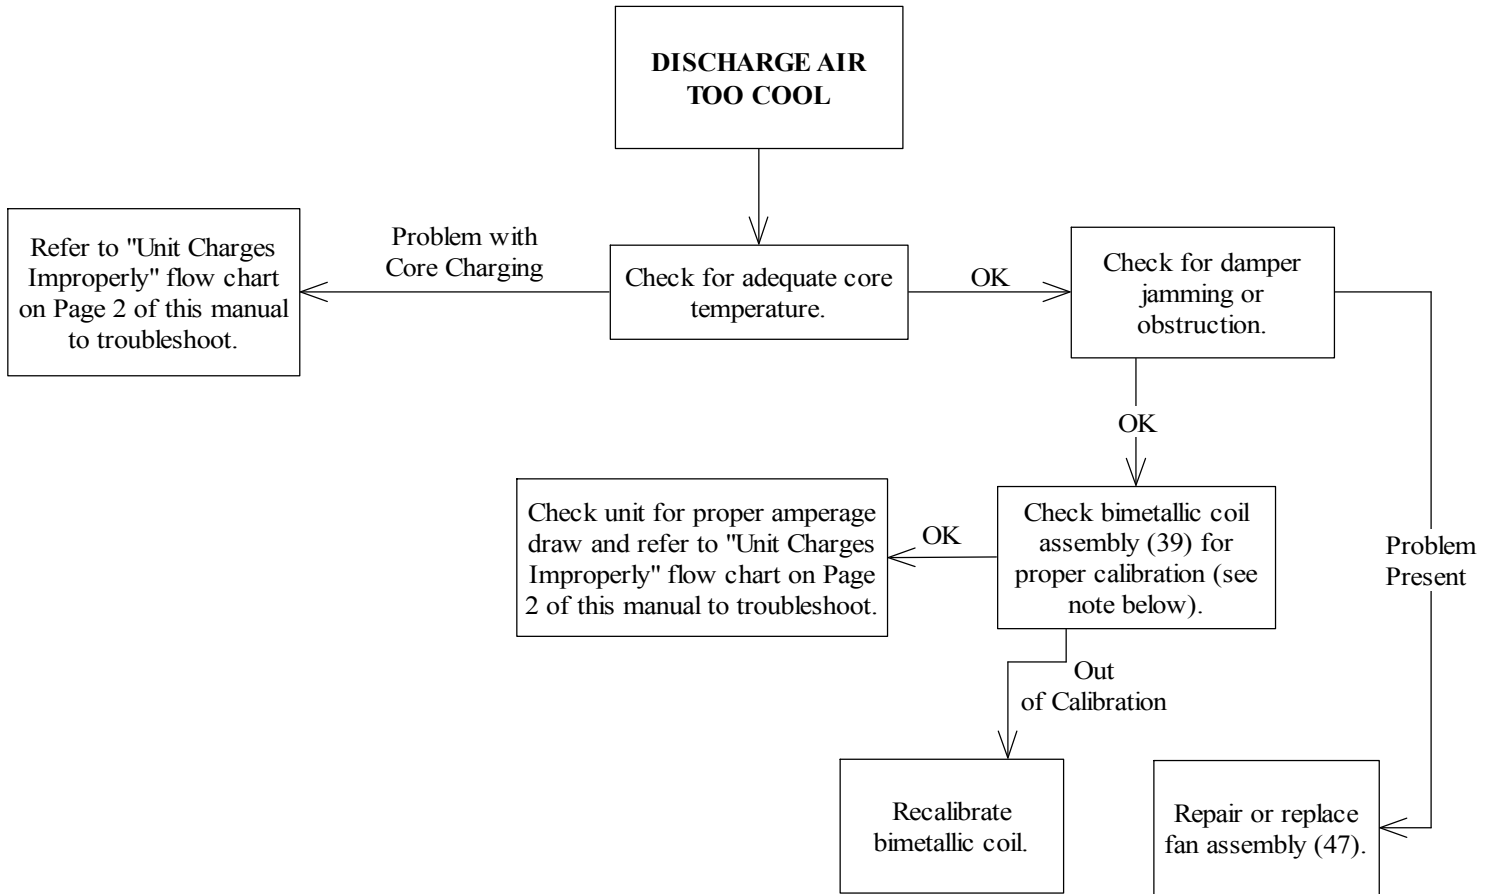 DISCHARGE AIR
TOO COOL
Refer to "Unit Charges
Improperly" flow chart
on Page 2 of this manual
to troubleshoot.
Problem with
Core Charging
Check for adequate core
temperature.
OK
Check for damper
jamming or
obstruction.
OK
Check unit for proper amperage
draw and refer to "Unit Charges
Improperly" flow chart on Page
2 of this manual to troubleshoot.
OK
Check bimetallic coil
assembly (39) for
proper calibration (see
note below).
Problem
Present
Out
of Calibration
Recalibrate
bimetallic coil.
Repair or replace
fan assembly (47).